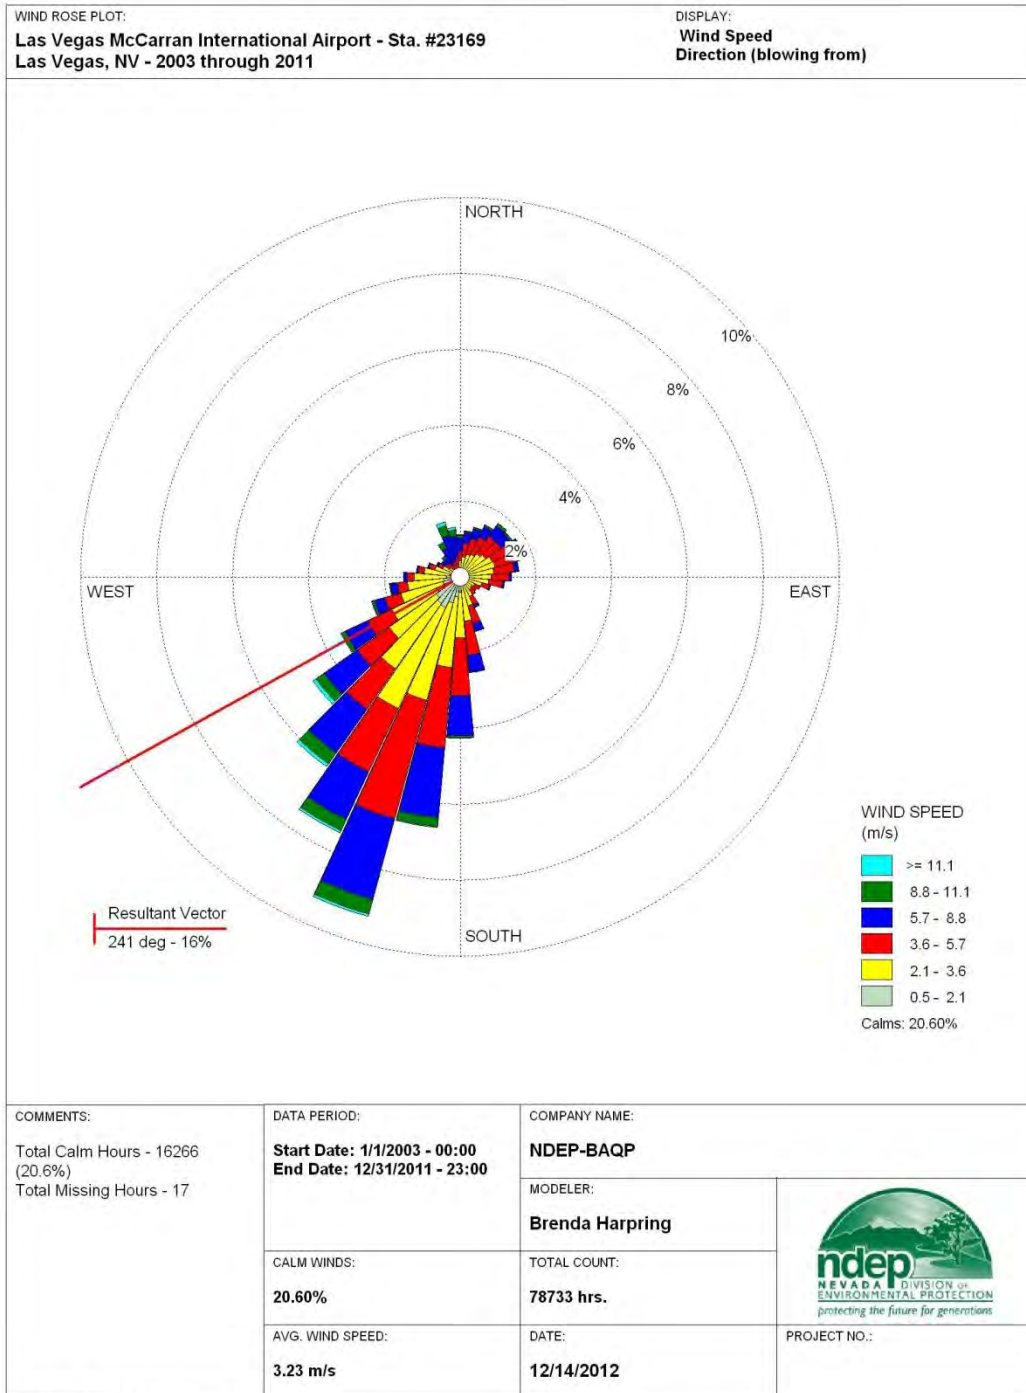 WIND ROSE PLOT:
Las Vegas McCarran International Airport - Sta. #23169
Las Vegas, NV - 2003 through 2011
DISPLAY:
Wind Speed
Direction (blowing from)
NORTH
10%
8%
6%
4%
2%
WEST
EAST
SOUTH
Resultant Vector
241 deg - 16%
WIND SPEED
(m/s)
>= 11.1
8.8 - 11.1
5.7 - 8.8
3.6 - 5.7
2.1 - 3.6
0.5 - 2.1
Calms: 20.60%
COMMENTS:
Total Calm Hours - 16266
(20.6%)
Total Missing Hours - 17
DATA PERIOD:
Start Date: 1/1/2003 - 00:00
End Date: 12/31/2011 - 23:00
COMPANY NAME:
NDEP-BAQP
MODELER:
Brenda Harpring
CALM WINDS:
20.60%
TOTAL COUNT:
78733 hrs.
AVG. WIND SPEED:
3.23 m/s
DATE:
12/14/2012
PROJECT NO.:
ndep
NEVADA DIVISION OF
ENVIRONMENTAL PROTECTION
protecting the future for generations